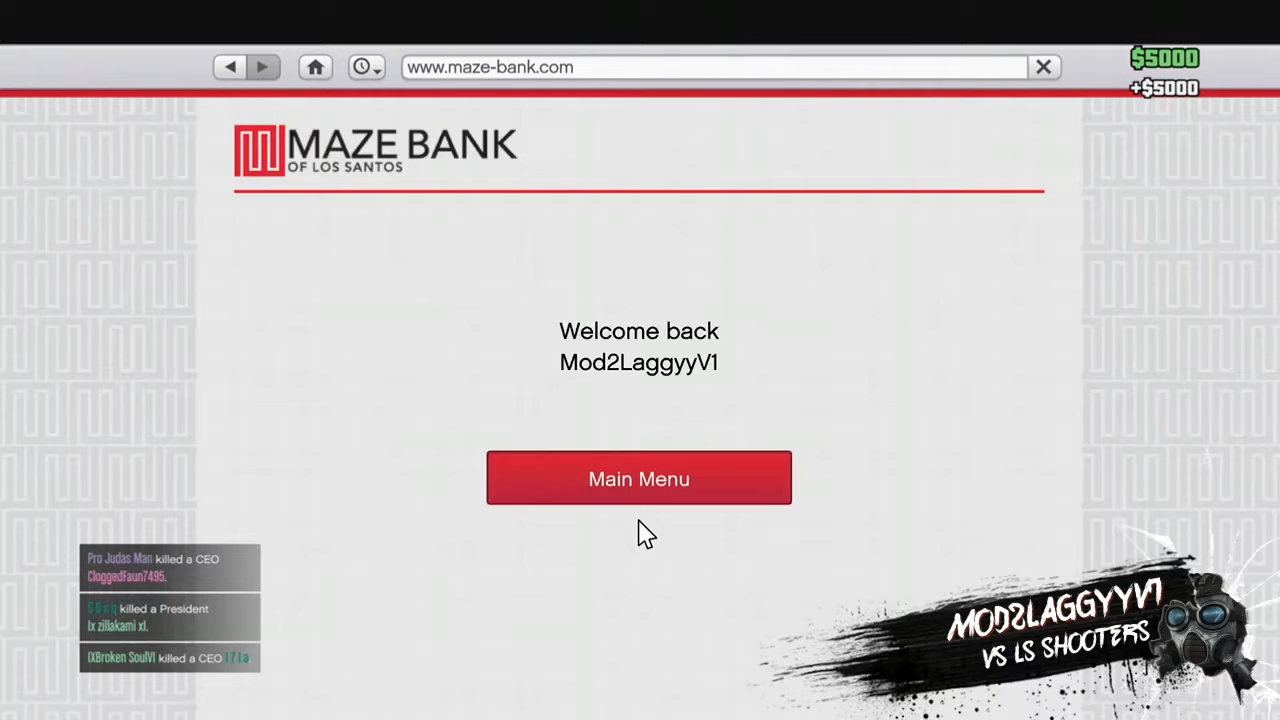 www.maze-bank.com
$5000
+$5000
MAZE BANK
OF LOS SANTOS
Welcome back
Mod2LaggyyV1
Main Menu
Pro Judas Man killed a CEO
CloggedFaun7495.
killed a President
lx zillakami xl.
IXBroken SoulVI killed a CEO
MOD2LAGGYYV1
VS LS SHOOTERS